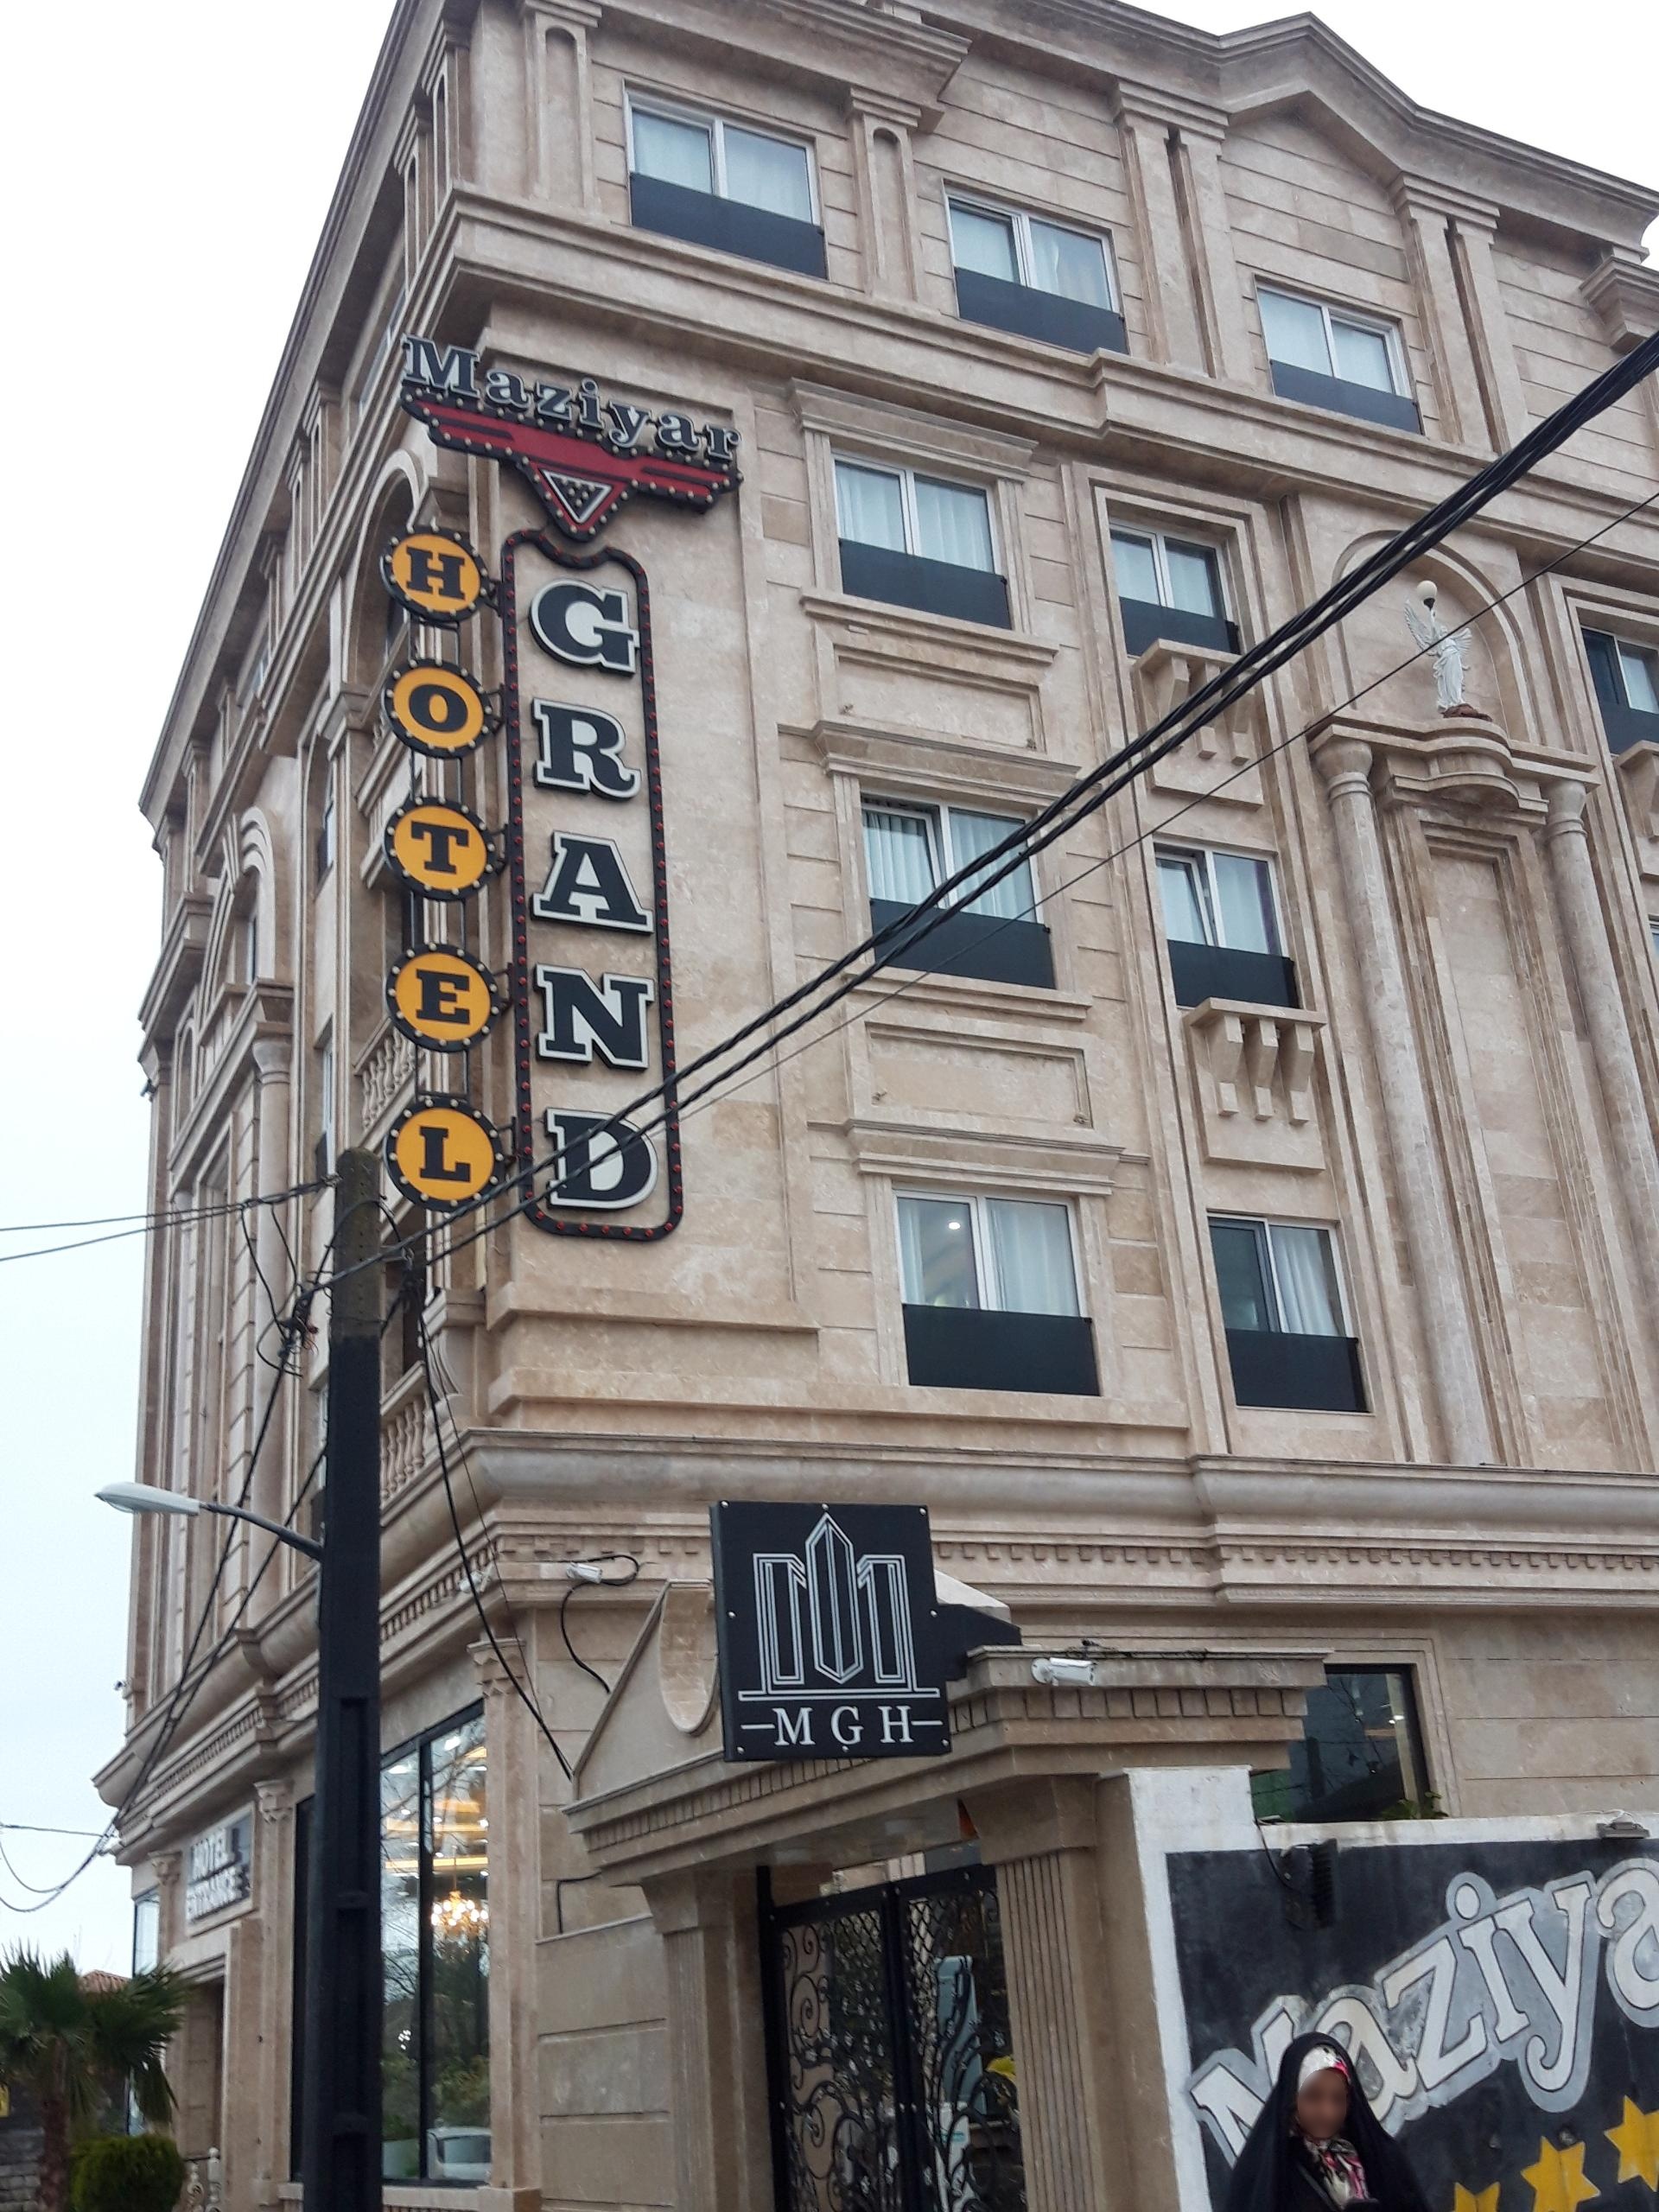 Maziyar
HOTEL
GRAND
MGH
HOTEL
ENTRANCE
Maziya